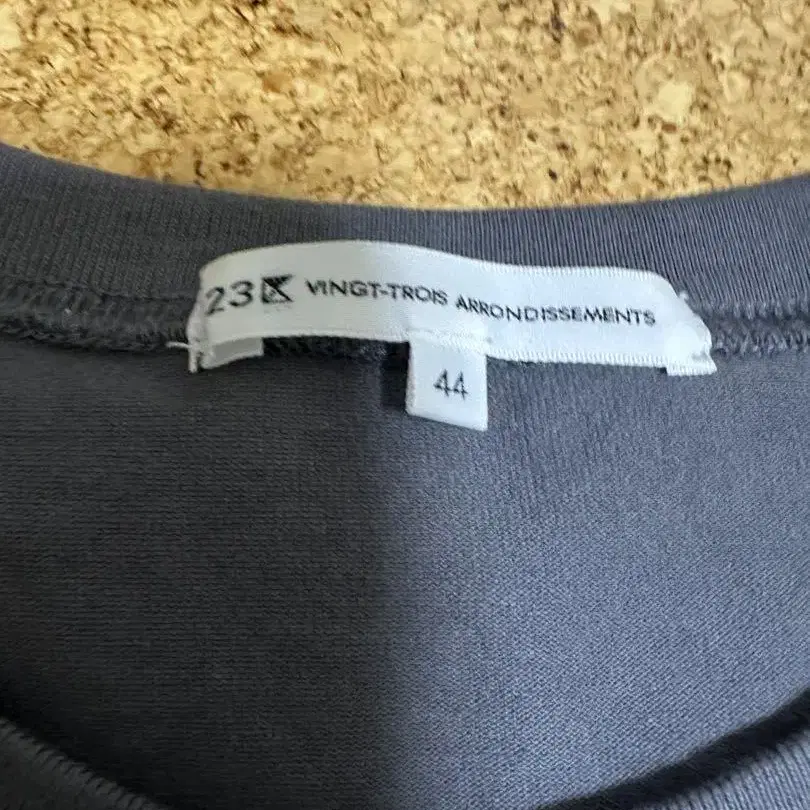 23区 VINGT-TROIS ARRONDISSEMENTS
44